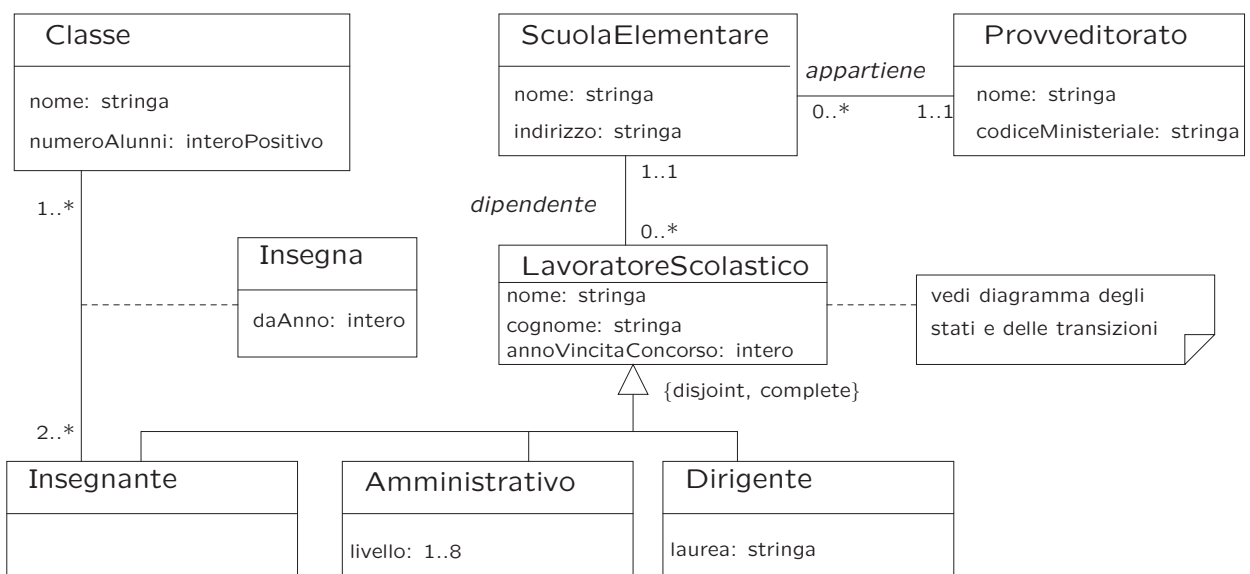 Classe
nome: stringa
numeroAlunni: interoPositivo
ScuolaElementare
nome: stringa
indirizzo: stringa
appartiene
0..*
1..1
Provveditorato
nome: stringa
codiceMinisteriale: stringa
1..*
1..1
dipendente
0..*
Insegna
daAnno: intero
LavoratoreScolastico
nome: stringa
cognome: stringa
annoVincitaConcorso: intero
vedi diagramma degli
stati e delle transizioni
{disjoint, complete}
2..*
Insegnante
Amministrativo
livello: 1..8
Dirigente
laurea: stringa